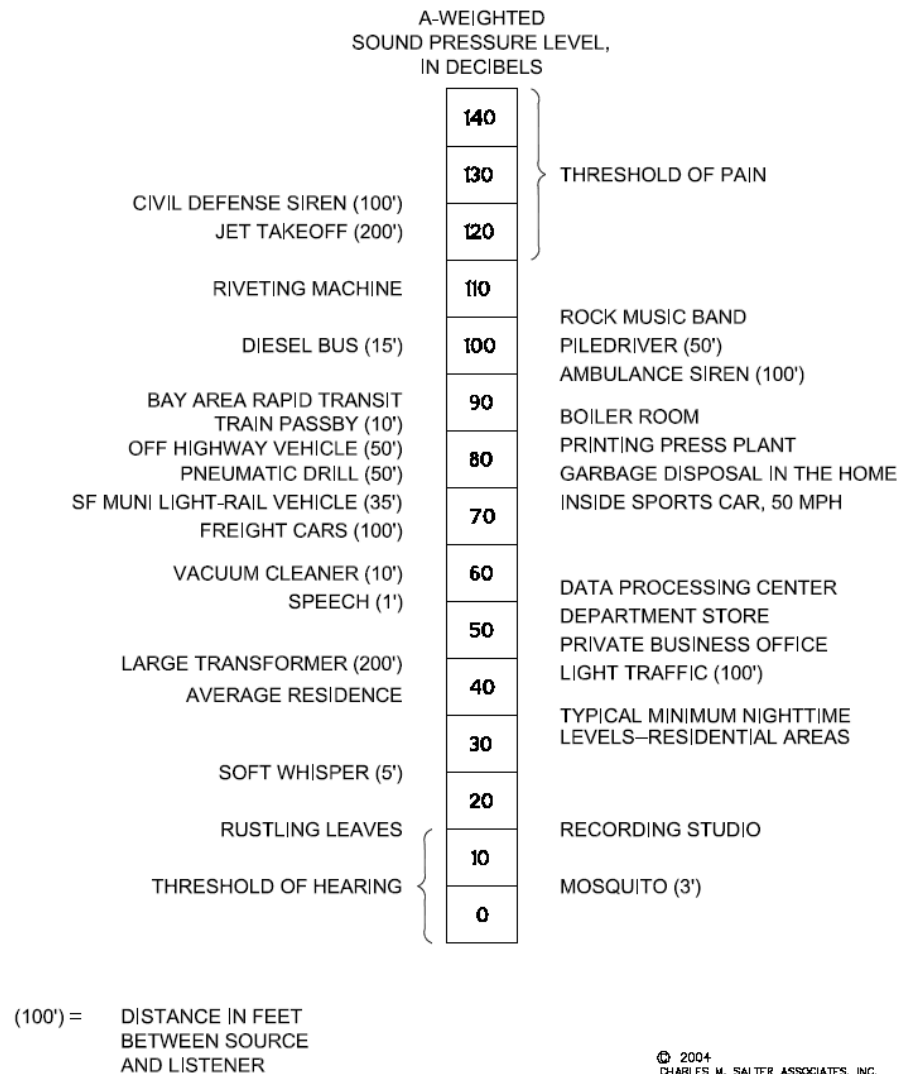 A-WEIGHTED
SOUND PRESSURE LEVEL,
IN DECIBELS
140
130
THRESHOLD OF PAIN
CIVIL DEFENSE SIREN (100')
JET TAKEOFF (200')
120
RIVETING MACHINE
110
ROCK MUSIC BAND
DIESEL BUS (15')
100
PILEDRIVER (50')
AMBULANCE SIREN (100')
BAY AREA RAPID TRANSIT
TRAIN PASSBY (10')
90
BOILER ROOM
OFF HIGHWAY VEHICLE (50')
PNEUMATIC DRILL (50')
80
PRINTING PRESS PLANT
GARBAGE DISPOSAL IN THE HOME
SF MUNI LIGHT-RAIL VEHICLE (35')
FREIGHT CARS (100')
70
INSIDE SPORTS CAR, 50 MPH
VACUUM CLEANER (10')
SPEECH (1')
60
DATA PROCESSING CENTER
DEPARTMENT STORE
50
PRIVATE BUSINESS OFFICE
LARGE TRANSFORMER (200')
LIGHT TRAFFIC (100')
AVERAGE RESIDENCE
40
TYPICAL MINIMUM NIGHTTIME
LEVELS–RESIDENTIAL AREAS
30
SOFT WHISPER (5')
20
RUSTLING LEAVES
RECORDING STUDIO
10
THRESHOLD OF HEARING
MOSQUITO (3')
0
(100') = DISTANCE IN FEET
BETWEEN SOURCE
AND LISTENER
© 2004
CHARLES M. SALTER ASSOCIATES, INC.